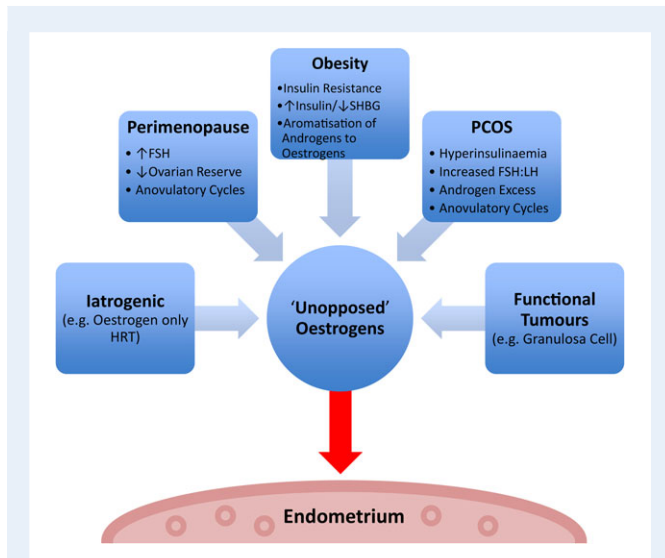 Obesity
•Insulin Resistance
•↑Insulin/↓SHBG
•Aromatisation of
Androgens to
Oestrogens
Perimenopause
• ↑FSH
• ↓Ovarian Reserve
• Anovulatory Cycles
PCOS
• Hyperinsulinaemia
• Increased FSH:LH
• Androgen Excess
• Anovulatory Cycles
Iatrogenic
(e.g. Oestrogen only
HRT)
‘Unopposed’
Oestrogens
Functional
Tumours
(e.g. Granulosa Cell)
Endometrium